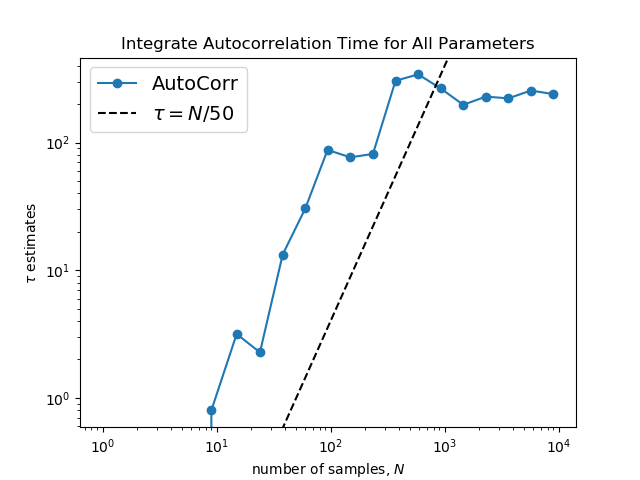 Integrate Autocorrelation Time for All Parameters
AutoCorr
τ = N/50
τ estimates
10²
10¹
10⁰
10⁰ 10¹ 10² 10³ 10⁴
number of samples, N